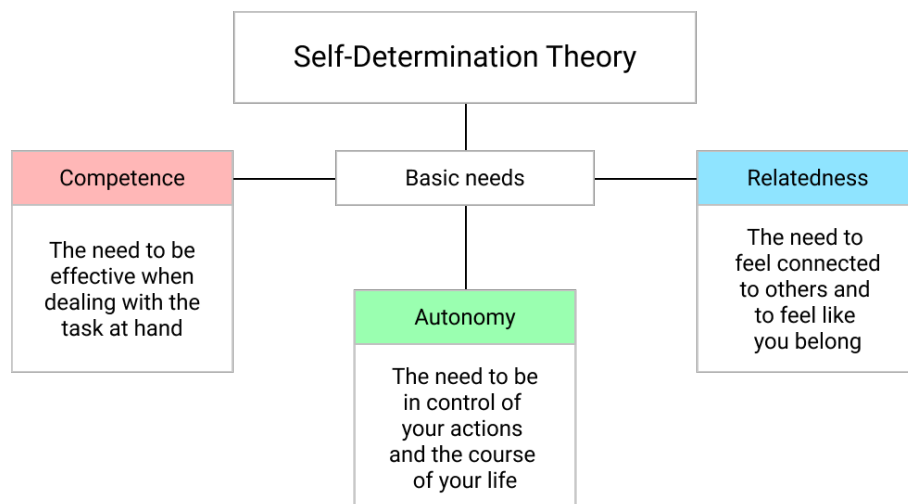 Self-Determination Theory
Competence
Basic needs
Relatedness
The need to be
effective when
dealing with the
task at hand
Autonomy
The need to be
in control of
your actions
and the course
of your life
The need to
feel connected
to others and
to feel like
you belong